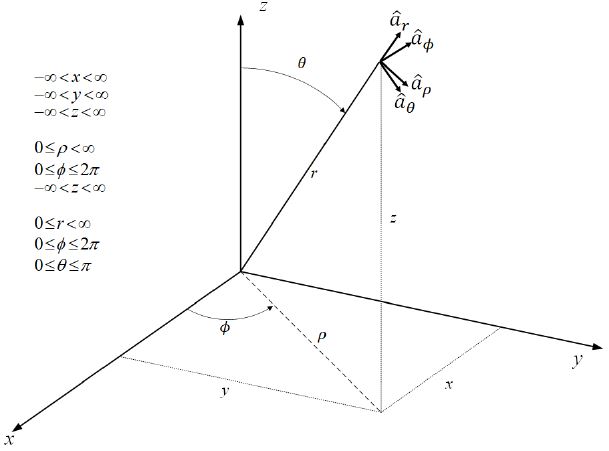 z
â_r
â_ϕ
θ
−∞<x<∞
−∞<y<∞
−∞<z<∞
â_ρ
â_θ
0≤ρ<∞
0≤ϕ≤2π
−∞<z<∞
r
z
0≤r<∞
0≤ϕ≤2π
0≤θ≤π
ϕ
ρ
y
x
y
x